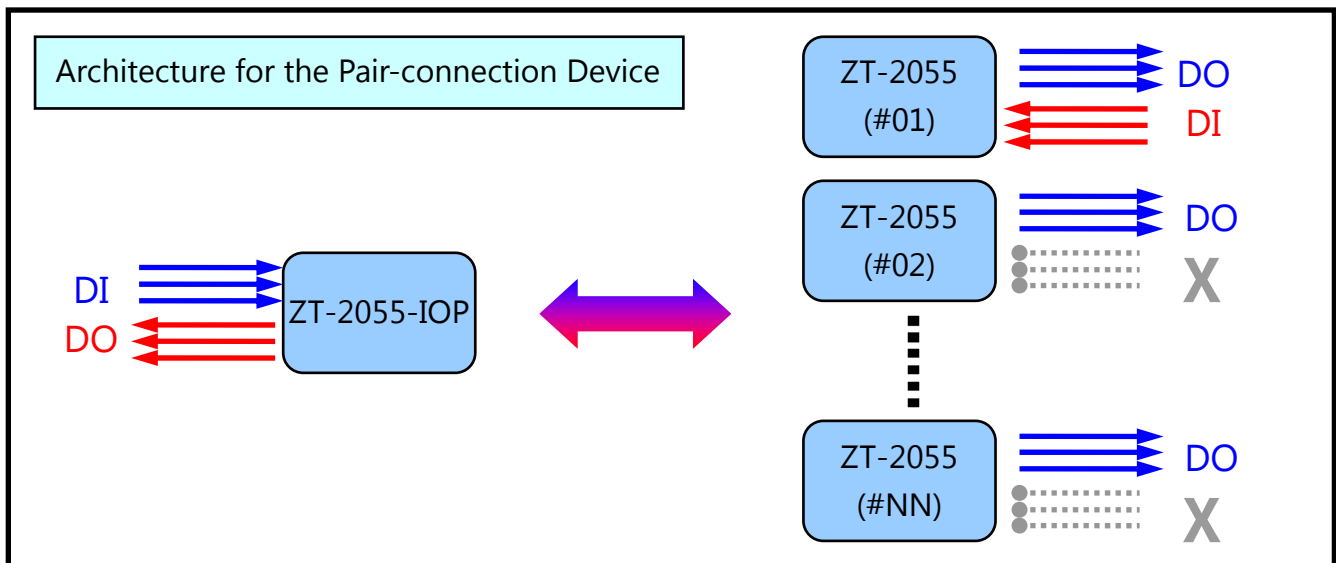 Architecture for the Pair-connection Device
ZT-2055
(#01)
DO
DI
ZT-2055
(#02)
DO
X
DI
DO
ZT-2055-IOP
ZT-2055
(#NN)
DO
X